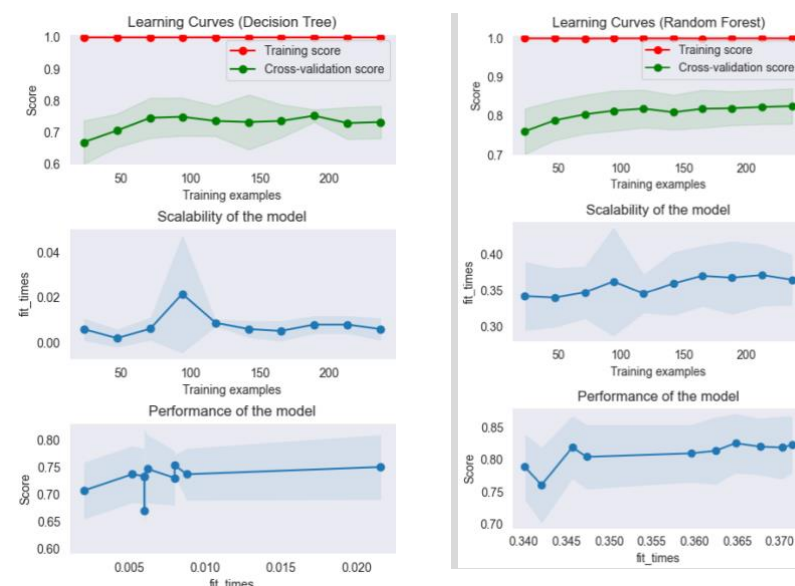 Learning Curves (Decision Tree)
1.0
0.9
0.8
0.7
0.6
Score
Training score
Cross-validation score
50 100 150 200
Training examples
Scalability of the model
0.04
0.02
0.00
fit_times
50 100 150 200
Training examples
Performance of the model
0.80
0.75
0.70
0.65
0.60
Score
0.005 0.010 0.015 0.020
fit_times
Learning Curves (Random Forest)
1.0
0.9
0.8
0.7
Score
Training score
Cross-validation score
50 100 150 200
Training examples
Scalability of the model
0.40
0.35
0.30
fit_times
50 100 150 200
Training examples
Performance of the model
0.85
0.80
0.75
0.70
Score
0.340 0.345 0.350 0.355 0.360 0.365 0.370
fit_times